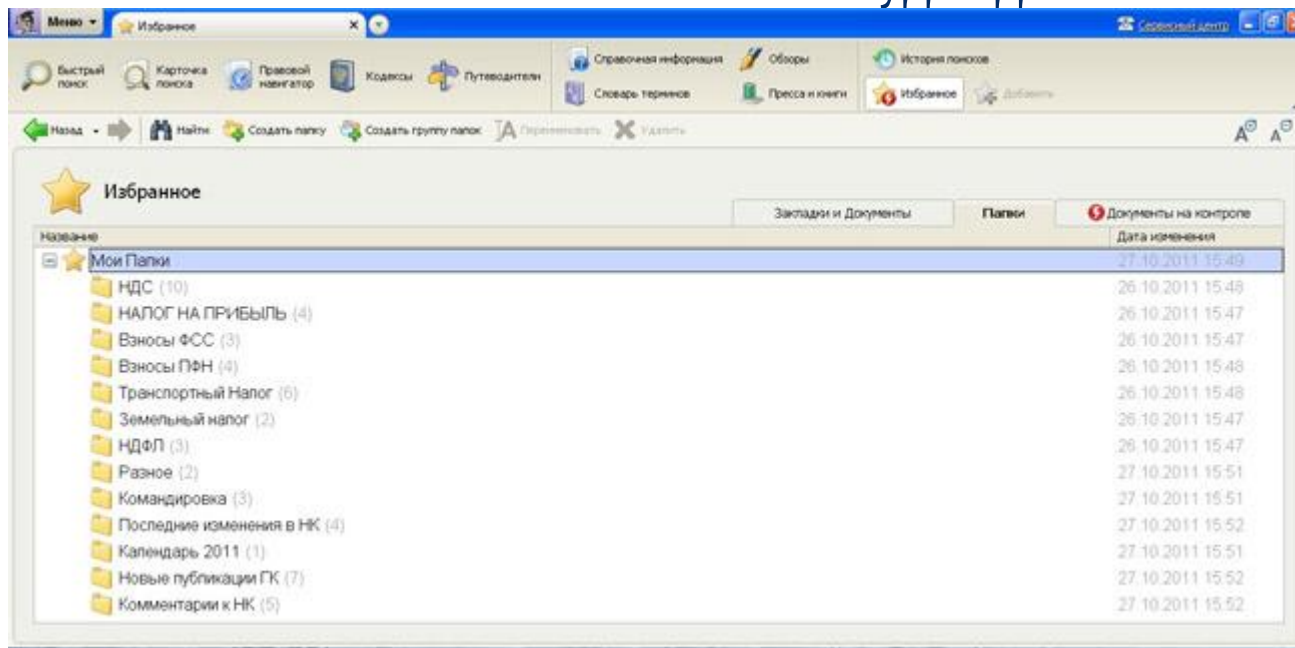 Меню
Избранное
Сервисный центр
Быстрый поиск
Карточка поиска
Правовой навигатор
Кодексы
Путеводители
Справочная информация
Словарь терминов
Обзоры
Пресса и книги
История поисков
Избранное
Добавить
Назад
Найти
Создать папку
Создать группу папок
Переименовать
Удалить
Избранное
Закладки и Документы
Папки
Документы на контроле
Название Дата изменения
Мои Папки 27.10.2011 15:49
НДС (10) 26.10.2011 15:48
НАЛОГ НА ПРИБЫЛЬ (4) 26.10.2011 15:47
Взносы ФСС (3) 26.10.2011 15:47
Взносы ПФН (4) 26.10.2011 15:48
Транспортный Налог (6) 26.10.2011 15:48
Земельный налог (2) 26.10.2011 15:47
НДФЛ (3) 26.10.2011 15:47
Разное (2) 27.10.2011 15:51
Командировка (3) 27.10.2011 15:51
Последние изменения в НК (4) 27.10.2011 15:52
Календарь 2011 (1) 27.10.2011 15:51
Новые публикации ГК (7) 27.10.2011 15:52
Комментарии к НК (5) 27.10.2011 15:52